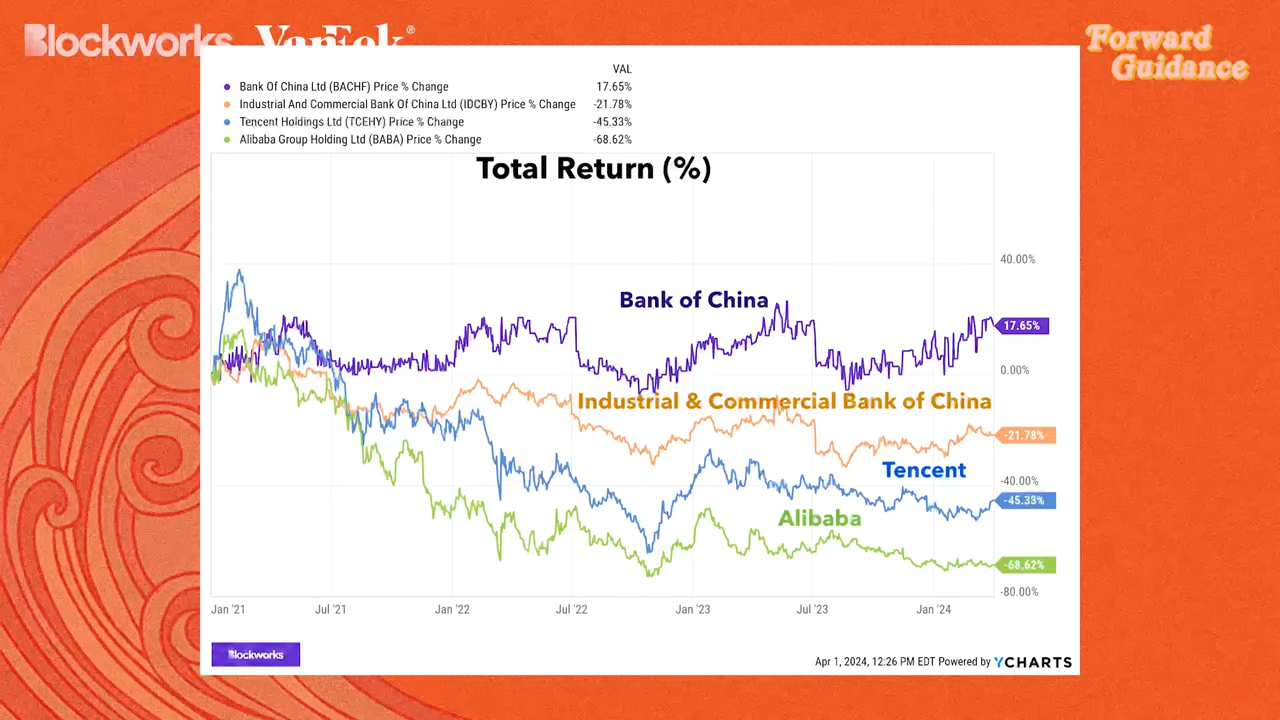 Blockworks
VanEck®
Forward
Guidance
VAL
Bank Of China Ltd (BACHF) Price % Change 17.65%
Industrial And Commercial Bank Of China Ltd (IDCBY) Price % Change -21.78%
Tencent Holdings Ltd (TCEHY) Price % Change -45.33%
Alibaba Group Holding Ltd (BABA) Price % Change -68.62%
Total Return (%)
40.00%
Bank of China
17.65%
0.00%
Industrial & Commercial Bank of China
-21.78%
Tencent
-40.00%
-45.33%
Alibaba
-68.62%
-80.00%
Jan '21 Jul '21 Jan '22 Jul '22 Jan '23 Jul '23 Jan '24
Blockworks
Apr 1, 2024, 12:26 PM EDT Powered by YCHARTS